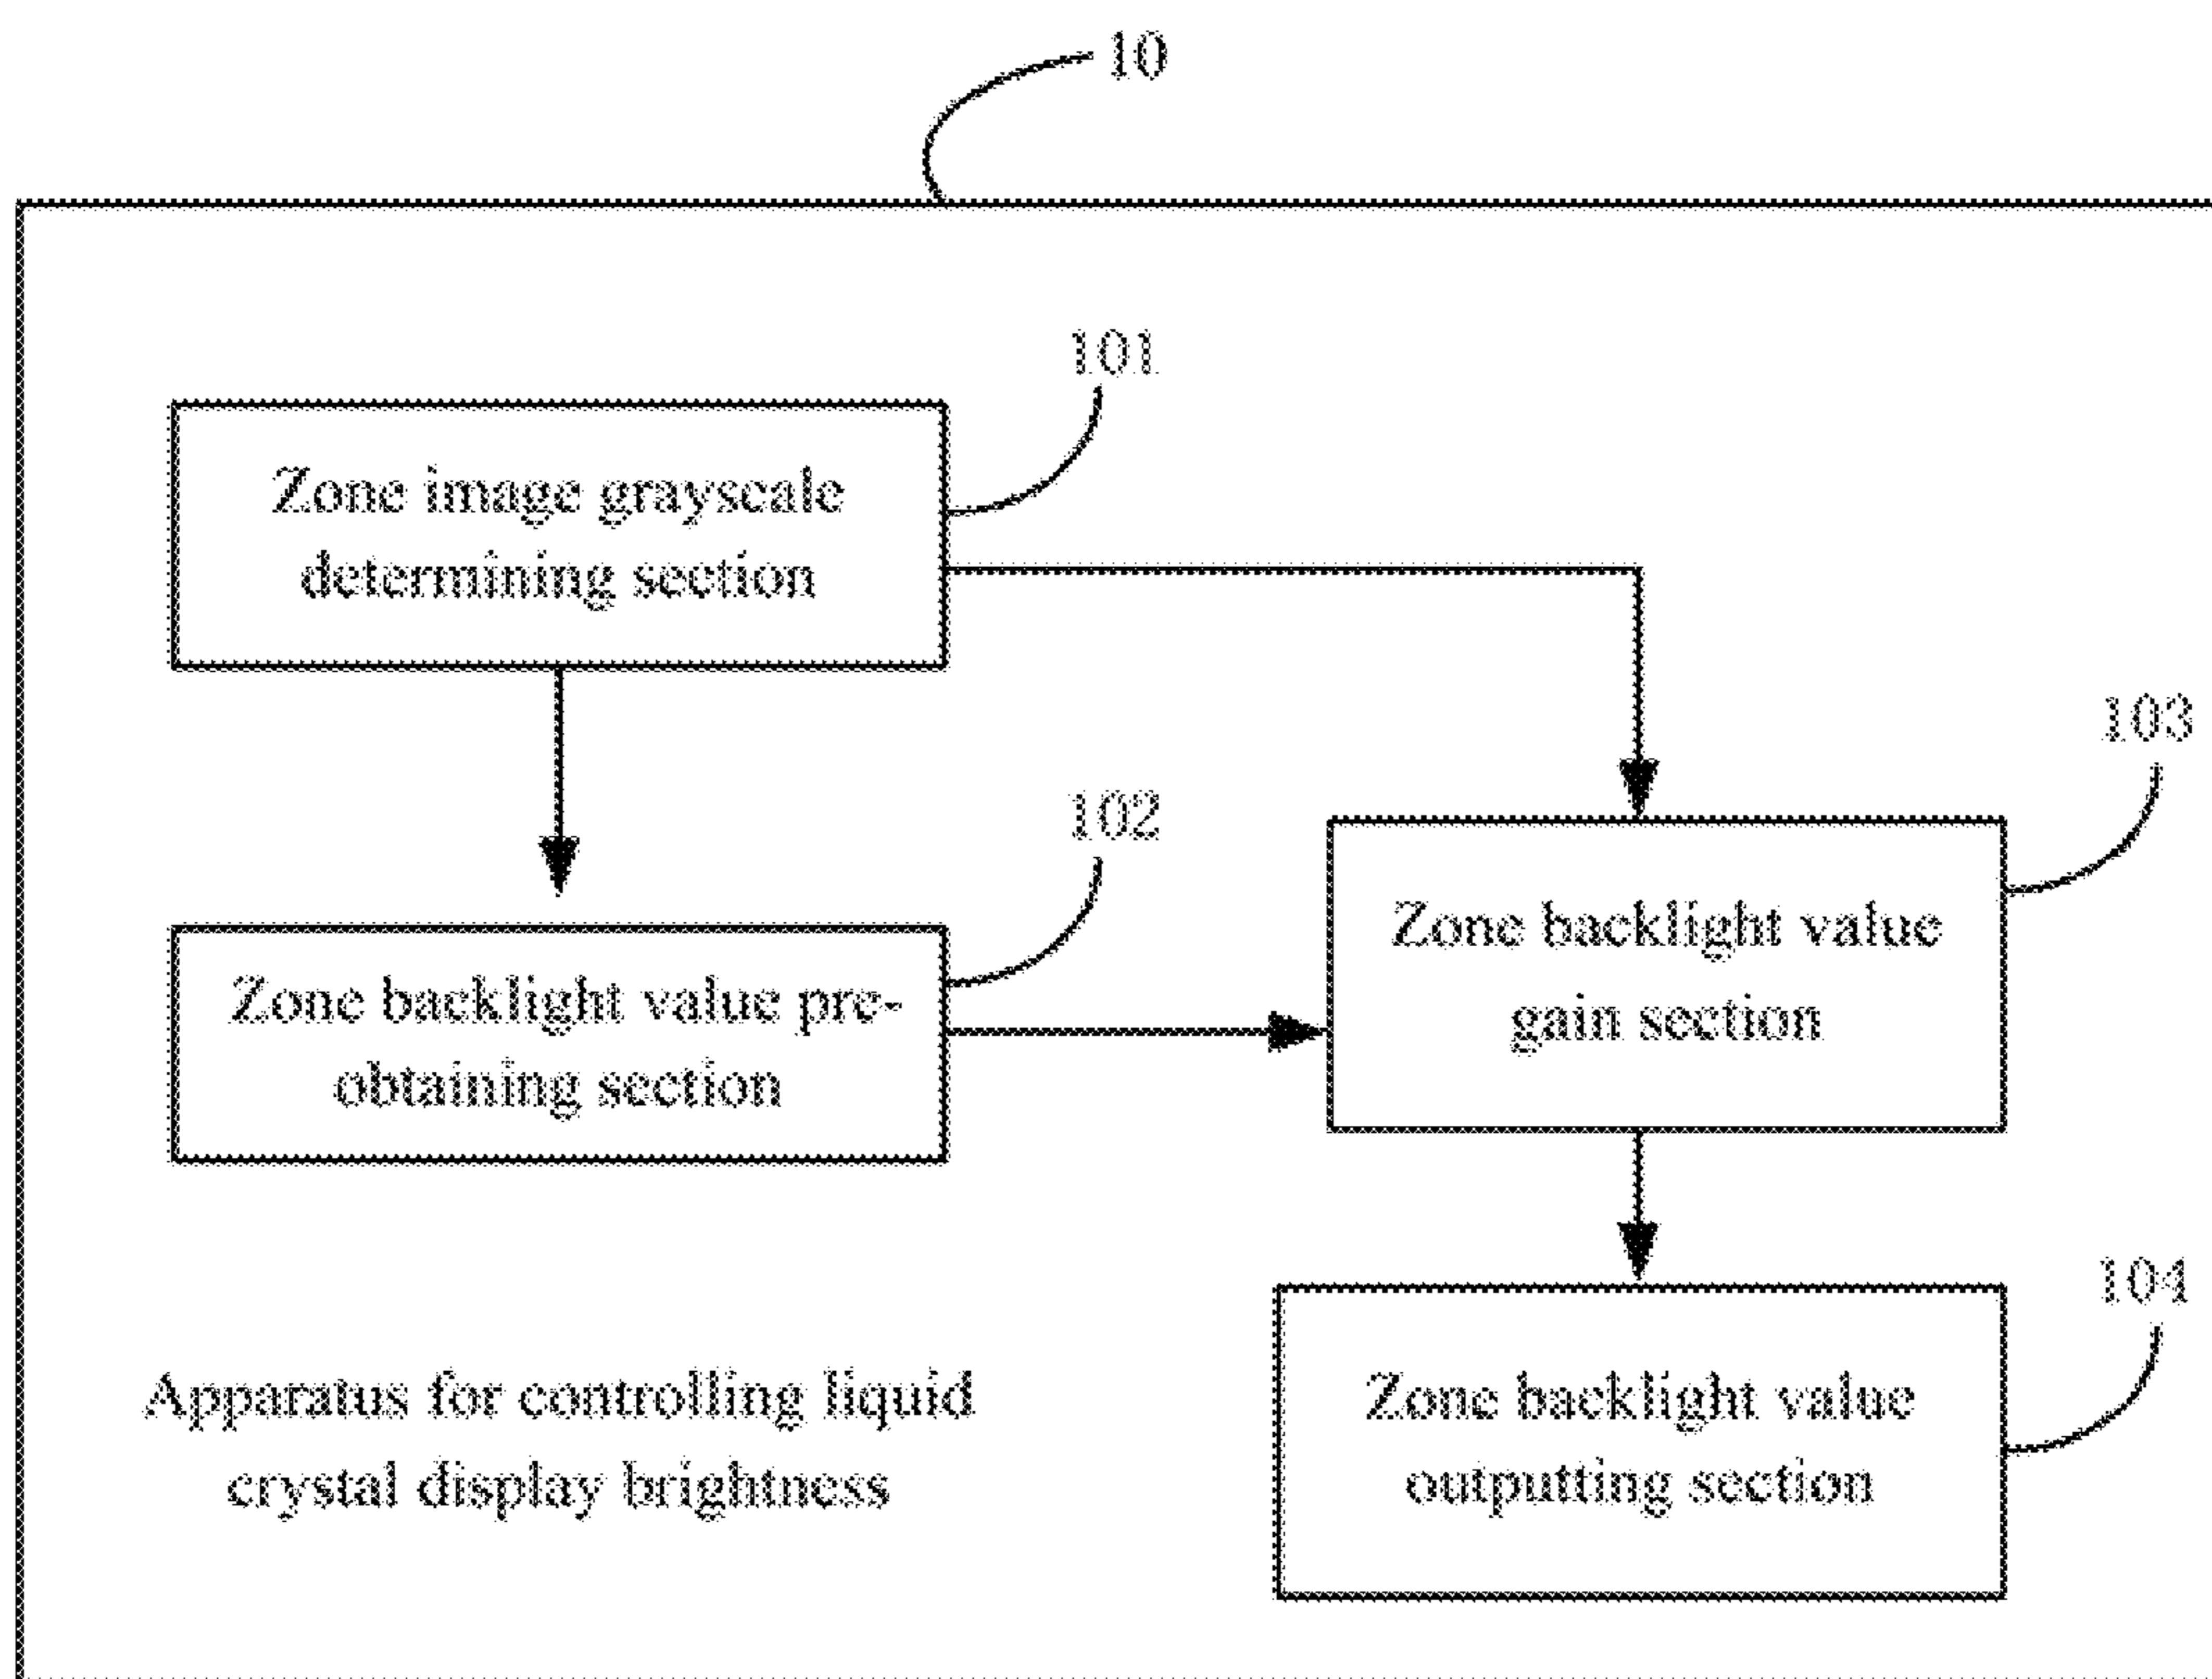 10
101
Zone image grayscale
determining section
103
102
Zone backlight value pre-
obtaining section
Zone backlight value
gain section
104
Apparatus for controlling liquid
crystal display brightness
Zone backlight value
outputting section